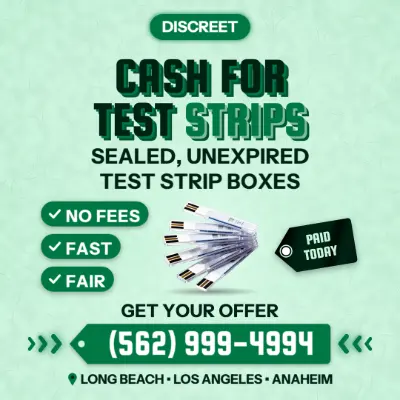 DISCREET
CASH FOR
TEST STRIPS
SEALED, UNEXPIRED
TEST STRIP BOXES
NO FEES
FAST
FAIR
PAID
TODAY
GET YOUR OFFER
(562) 999-4994
LONG BEACH ▪ LOS ANGELES ▪ ANAHEIM